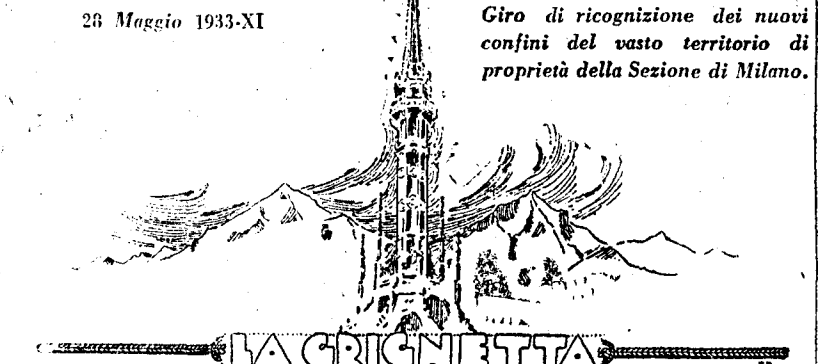 28 Maggio 1933-XI
Giro di ricognizione dei nuovi
confini del vasto territorio di
proprietà della Sezione di Milano.
LA GRIGNETTA